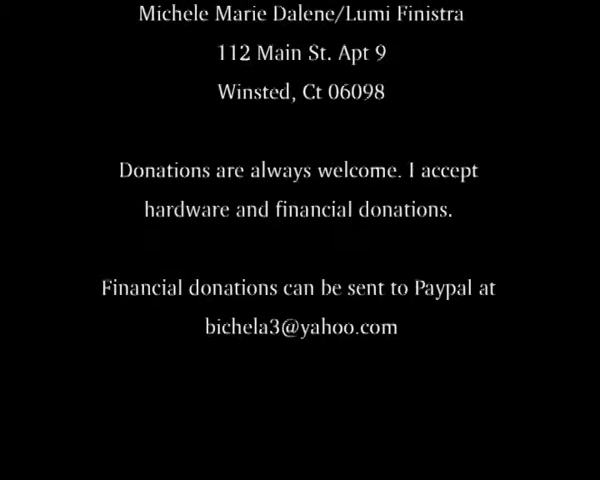 Michele Marie Dalene/Lumi Finistra
112 Main St. Apt 9
Winsted, Ct 06098
Donations are always welcome. I accept
hardware and financial donations.
Financial donations can be sent to Paypal at
bichela3@yahoo.com